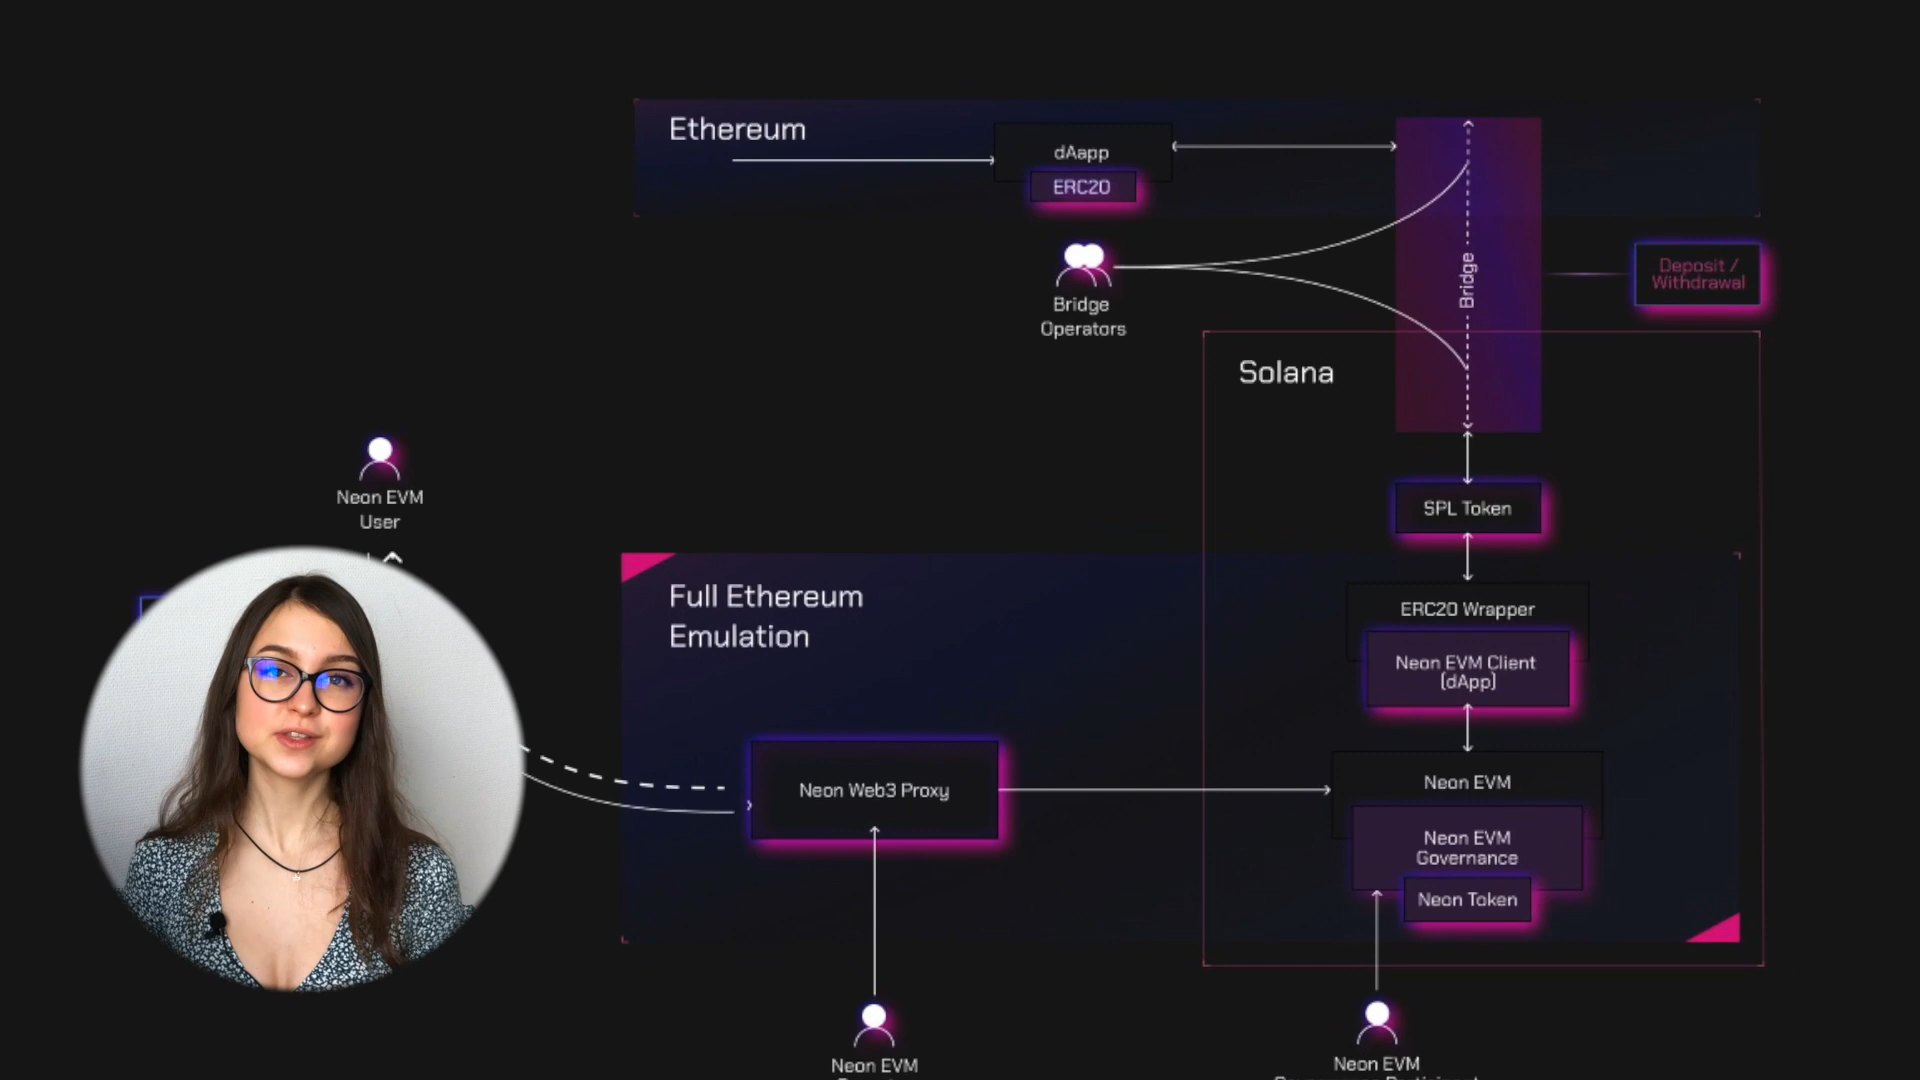 Ethereum
dAapp
ERC20
Bridge
Operators
Bridge
Deposit /
Withdrawal
Solana
Neon EVM
User
SPL Token
Full Ethereum
Emulation
ERC20 Wrapper
Neon EVM Client
(dApp)
Neon Web3 Proxy
Neon EVM
Neon EVM
Governance
Neon Token
Neon EVM
Neon EVM